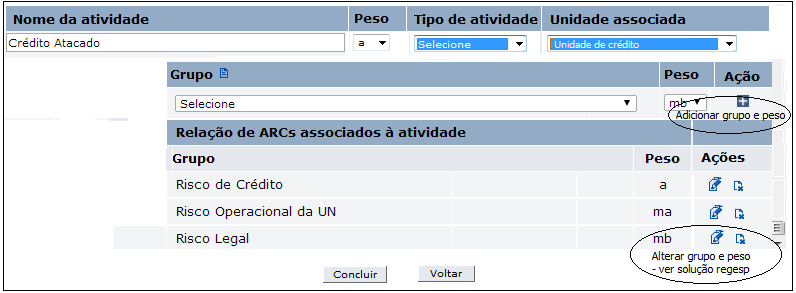 Nome da atividade Peso Tipo de atividade Unidade associada
Crédito Atacado a Selecione Unidade de crédito
Grupo Peso Ação
Selecione mb
Adicionar grupo e peso
Relação de ARCs associados à atividade
Grupo Peso Ações
Risco de Crédito a
Risco Operacional da UN ma
Risco Legal mb
Alterar grupo e peso
- ver solução regesp
Concluir Voltar